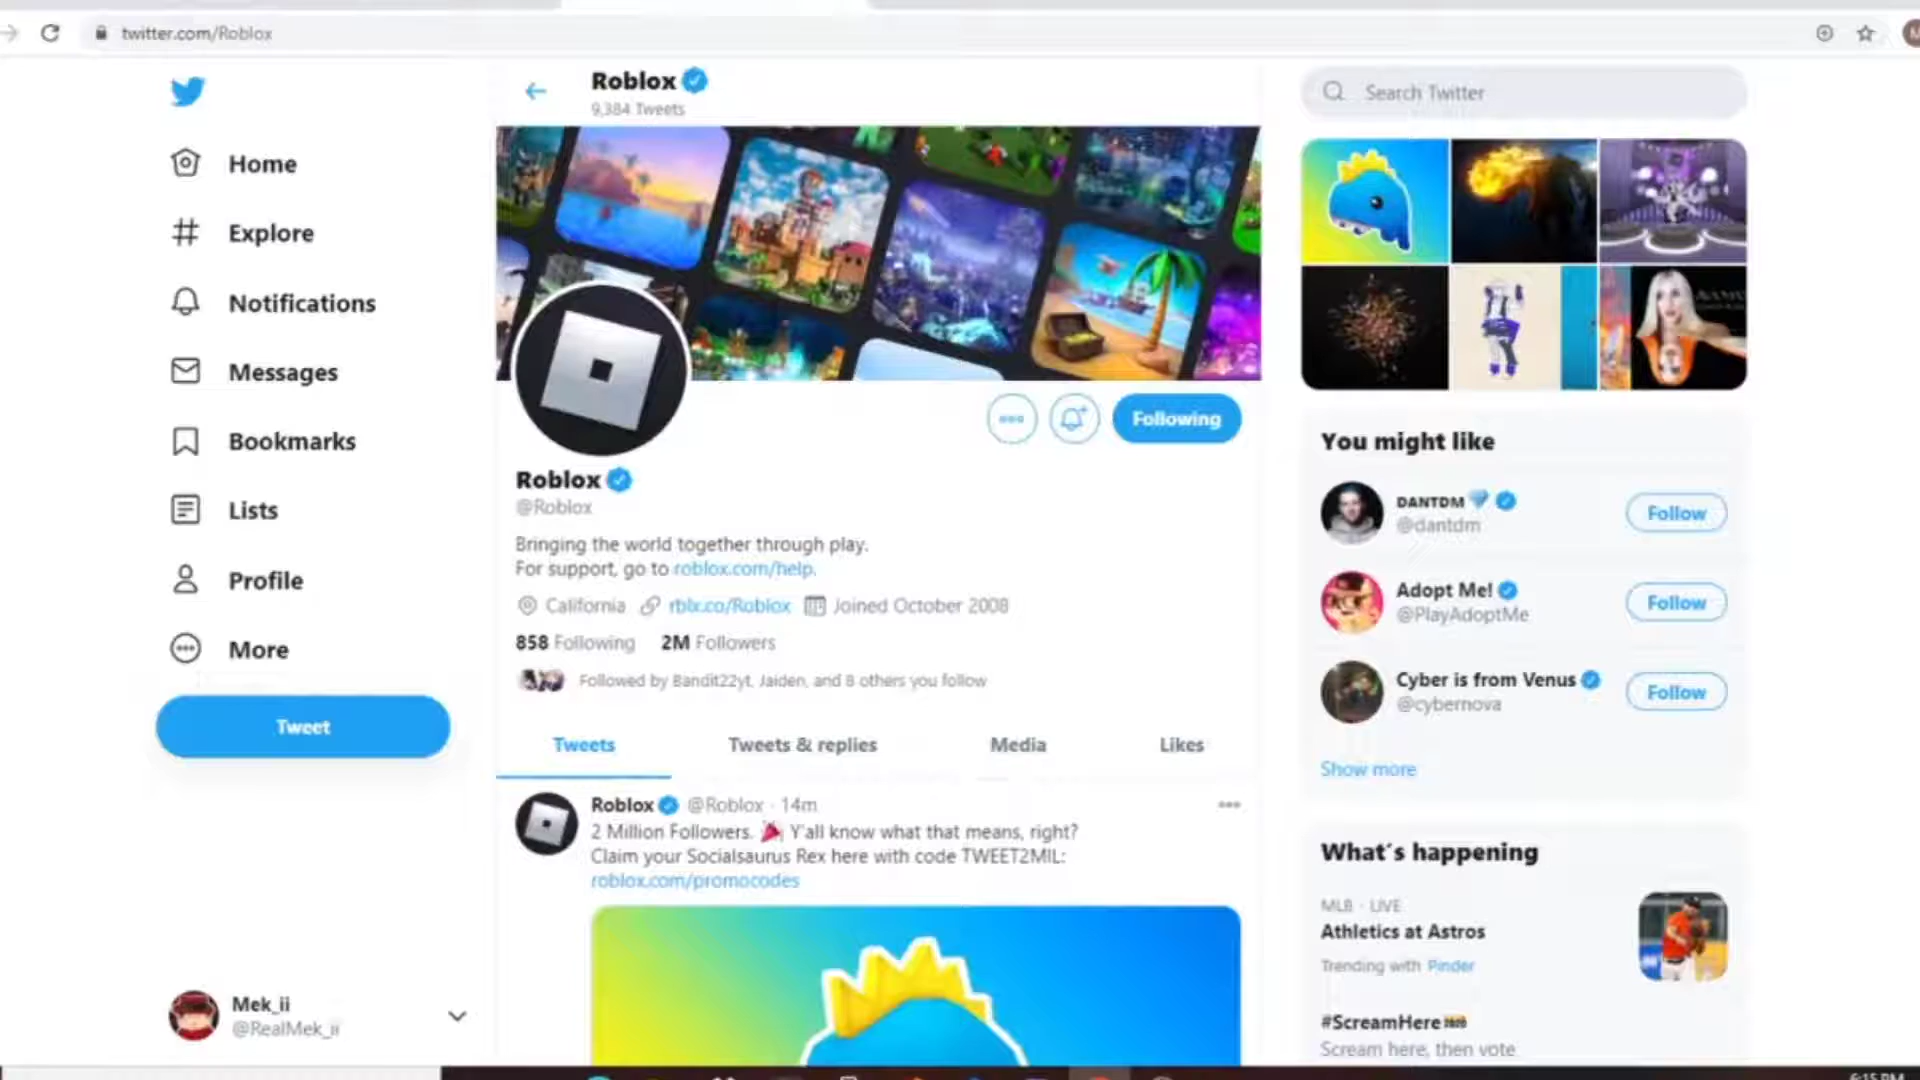 twitter.com/Roblox
Roblox
9,384 Tweets
Search Twitter
Home
Explore
Notifications
Messages
Bookmarks
Lists
Profile
More
Tweet
Following
Roblox
@Roblox
Bringing the world together through play.
For support, go to roblox.com/help.
California rblx.co/Roblox Joined October 2008
858 Following 2M Followers
Followed by Bandit22yt, Jaiden, and 8 others you follow
Tweets Tweets & replies Media Likes
Roblox @Roblox · 14m
2 Million Followers. Y'all know what that means, right?
Claim your Socialsaurus Rex here with code TWEET2MIL:
roblox.com/promocodes
You might like
DANTDM
@dantdm
Follow
Adopt Me!
@PlayAdoptMe
Follow
Cyber is from Venus
@cybernova
Follow
Show more
What's happening
MLB · LIVE
Athletics at Astros
Trending with Pinder
#ScreamHere
Scream here, then vote
Mek_ii
@RealMek_ii
6:15 PM